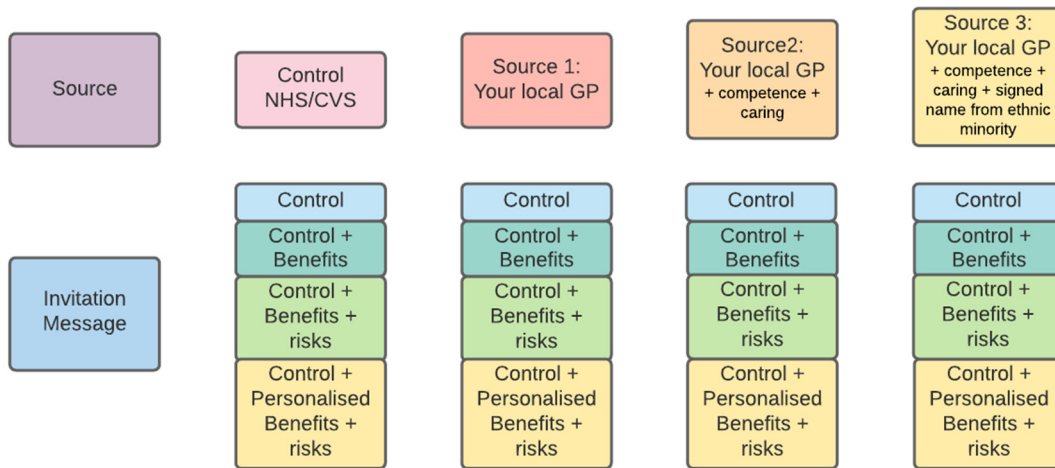 Source
Control
NHS/CVS
Source 1:
Your local GP
Source2:
Your local GP
+ competence +
caring
Source 3:
Your local GP
+ competence +
caring + signed
name from ethnic
minority
Invitation
Message
Control
Control +
Benefits
Control +
Benefits +
risks
Control +
Personalised
Benefits +
risks
Control
Control +
Benefits
Control +
Benefits +
risks
Control +
Personalised
Benefits +
risks
Control
Control +
Benefits
Control +
Benefits +
risks
Control +
Personalised
Benefits +
risks
Control
Control +
Benefits
Control +
Benefits +
risks
Control +
Personalised
Benefits +
risks